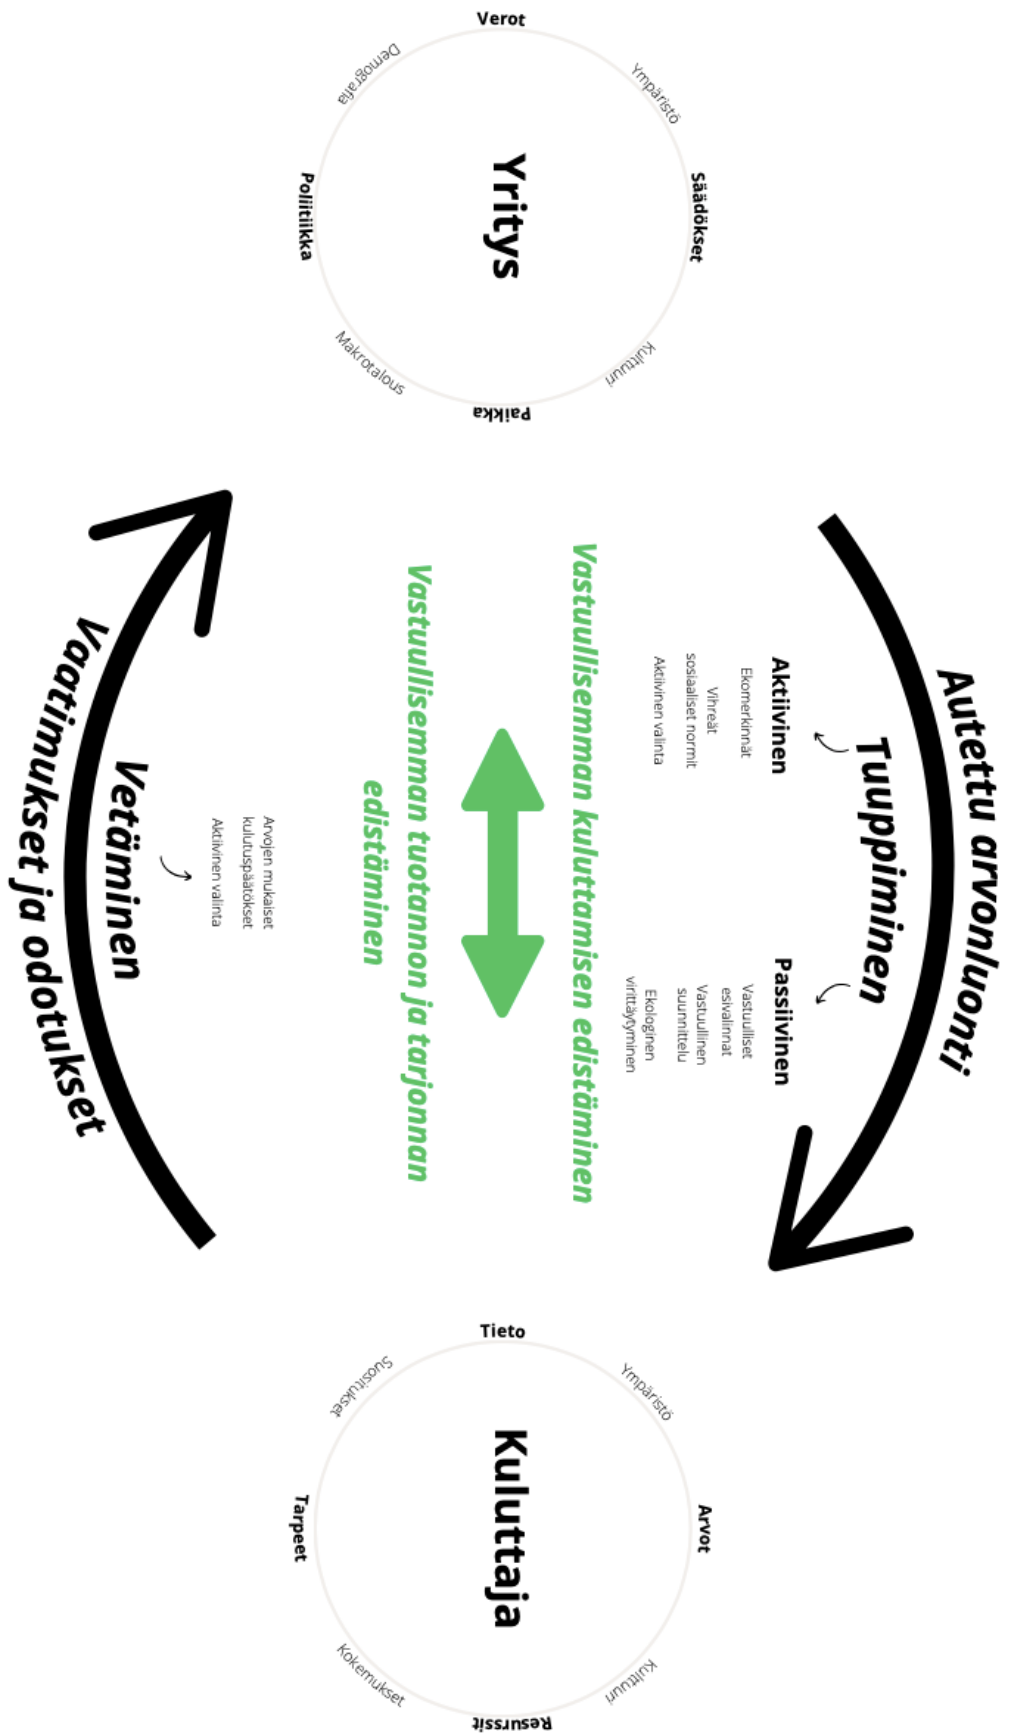 Verot
Ympäristö
Säädökset
Kulttuuri
Paikka
Makrotalous
Poliitiikka
Demografia
Yritys
Autettu arvonluonti
Tuuppiminen
Aktiivinen
Ekomerkinnät
Vihreät
sosiaaliset normit
Aktiivinen valinta
Passiivinen
Vastuulliset
esivalinnat
Vastuullinen
suunnittelu
Ekologinen
virittäytyminen
Vastuullisemman kuluttamisen edistäminen
Vastuullisemman tuotannon ja tarjonnan
edistäminen
Arvojen mukaiset
kulutuspäätökset
Aktiivinen valinta
Vetäminen
Vaatimukset ja odotukset
Tieto
Ympäristö
Arvot
Kulttuuri
Resurssit
Kokemukset
Tarpeet
Suositukset
Kuluttaja